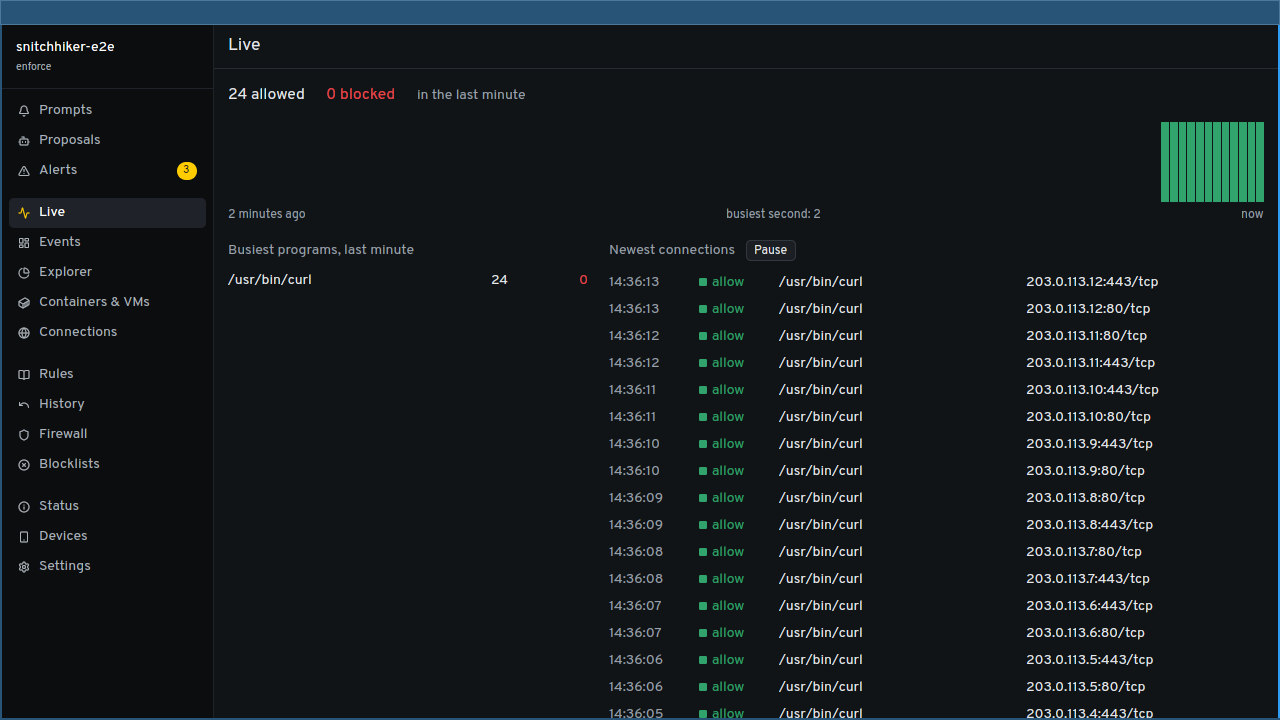 snitchhiker-e2e
enforce
Prompts
Proposals
Alerts 3
Live
Events
Explorer
Containers & VMs
Connections
Rules
History
Firewall
Blocklists
Status
Devices
Settings
Live
24 allowed 0 blocked in the last minute
2 minutes ago busiest second: 2 now
Busiest programs, last minute
/usr/bin/curl 24 0
Newest connections Pause
14:36:13 allow /usr/bin/curl 203.0.113.12:443/tcp
14:36:13 allow /usr/bin/curl 203.0.113.12:80/tcp
14:36:12 allow /usr/bin/curl 203.0.113.11:80/tcp
14:36:12 allow /usr/bin/curl 203.0.113.11:443/tcp
14:36:11 allow /usr/bin/curl 203.0.113.10:443/tcp
14:36:11 allow /usr/bin/curl 203.0.113.10:80/tcp
14:36:10 allow /usr/bin/curl 203.0.113.9:443/tcp
14:36:10 allow /usr/bin/curl 203.0.113.9:80/tcp
14:36:09 allow /usr/bin/curl 203.0.113.8:80/tcp
14:36:09 allow /usr/bin/curl 203.0.113.8:443/tcp
14:36:08 allow /usr/bin/curl 203.0.113.7:80/tcp
14:36:08 allow /usr/bin/curl 203.0.113.7:443/tcp
14:36:07 allow /usr/bin/curl 203.0.113.6:443/tcp
14:36:07 allow /usr/bin/curl 203.0.113.6:80/tcp
14:36:06 allow /usr/bin/curl 203.0.113.5:443/tcp
14:36:06 allow /usr/bin/curl 203.0.113.5:80/tcp
14:36:05 allow /usr/bin/curl 203.0.113.4:443/tcp